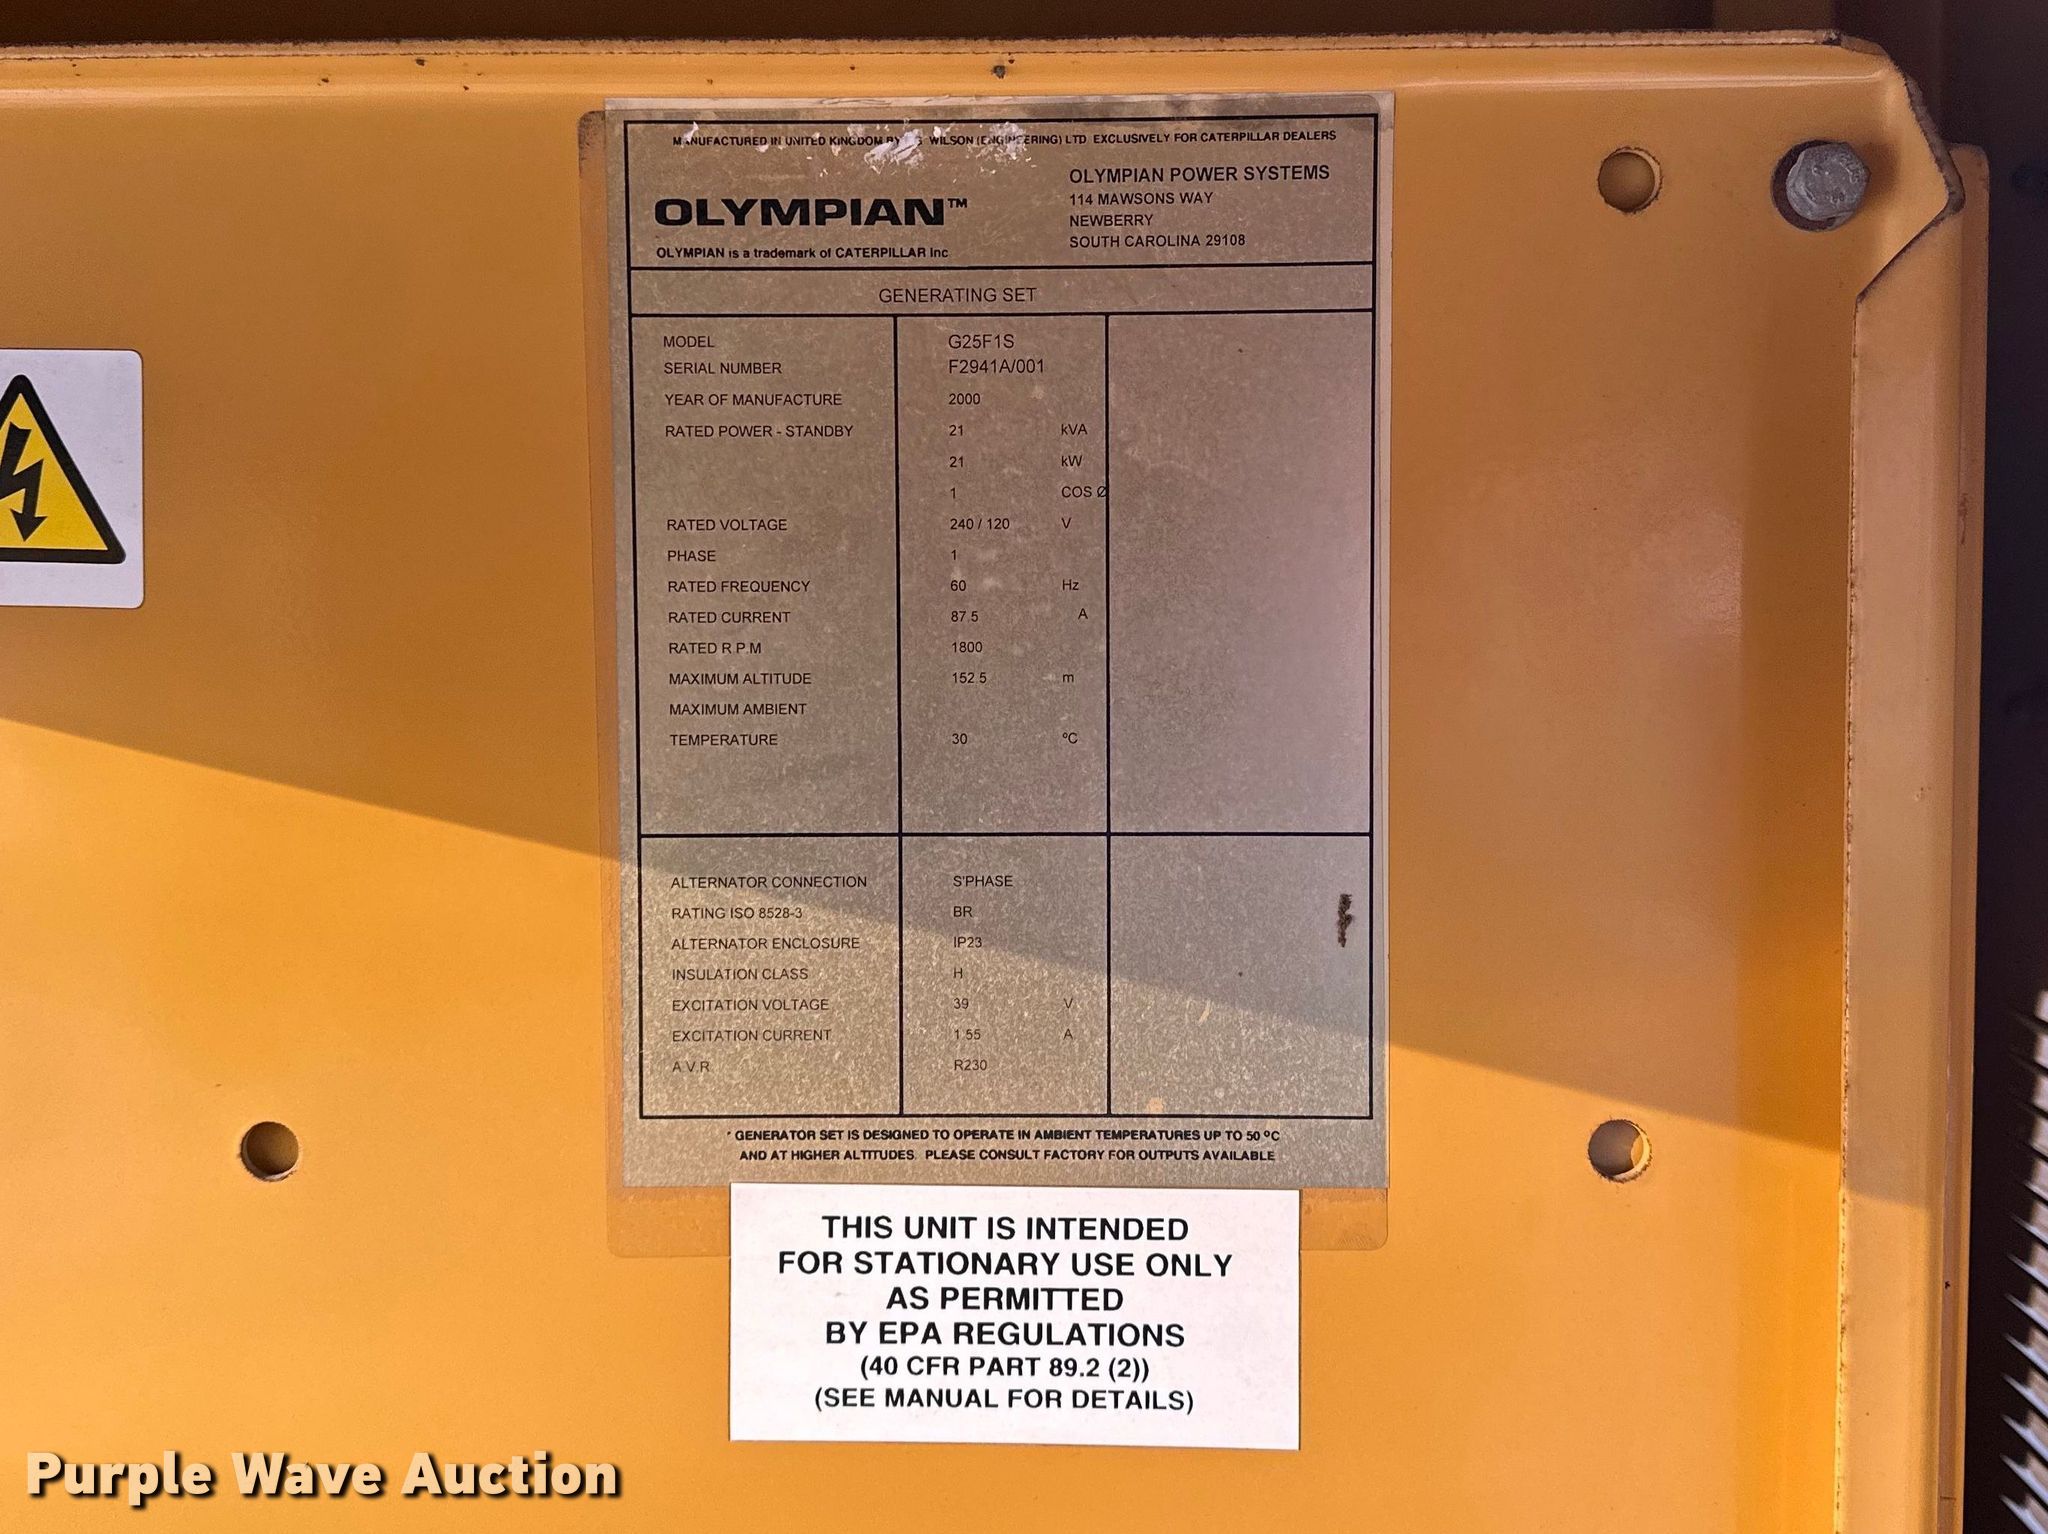 MANUFACTURED IN UNITED KINGDOM BY WILSON (ENGINEERING) LTD EXCLUSIVELY FOR CATERPILLAR DEALERS
OLYMPIAN™
OLYMPIAN is a trademark of CATERPILLAR Inc
OLYMPIAN POWER SYSTEMS
114 MAWSONS WAY
NEWBERRY
SOUTH CAROLINA 29108
GENERATING SET
MODEL G25F1S
SERIAL NUMBER F2941A/001
YEAR OF MANUFACTURE 2000
RATED POWER - STANDBY 21 kVA
21 kW
1 COS Ø
RATED VOLTAGE 240 / 120 V
PHASE 1
RATED FREQUENCY 60 Hz
RATED CURRENT 87.5 A
RATED R P M 1800
MAXIMUM ALTITUDE 152.5 m
MAXIMUM AMBIENT
TEMPERATURE 30 ºC
ALTERNATOR CONNECTION S'PHASE
RATING ISO 8528-3 BR
ALTERNATOR ENCLOSURE IP23
INSULATION CLASS H
EXCITATION VOLTAGE 39 V
EXCITATION CURRENT 1.55 A
A.V.R R230
* GENERATOR SET IS DESIGNED TO OPERATE IN AMBIENT TEMPERATURES UP TO 50 ºC
AND AT HIGHER ALTITUDES. PLEASE CONSULT FACTORY FOR OUTPUTS AVAILABLE
THIS UNIT IS INTENDED
FOR STATIONARY USE ONLY
AS PERMITTED
BY EPA REGULATIONS
(40 CFR PART 89.2 (2))
(SEE MANUAL FOR DETAILS)
Purple Wave Auction